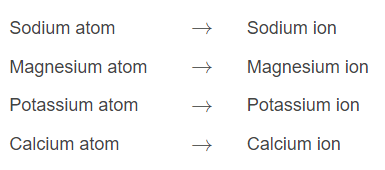 Sodium atom → Sodium ion
Magnesium atom → Magnesium ion
Potassium atom → Potassium ion
Calcium atom → Calcium ion